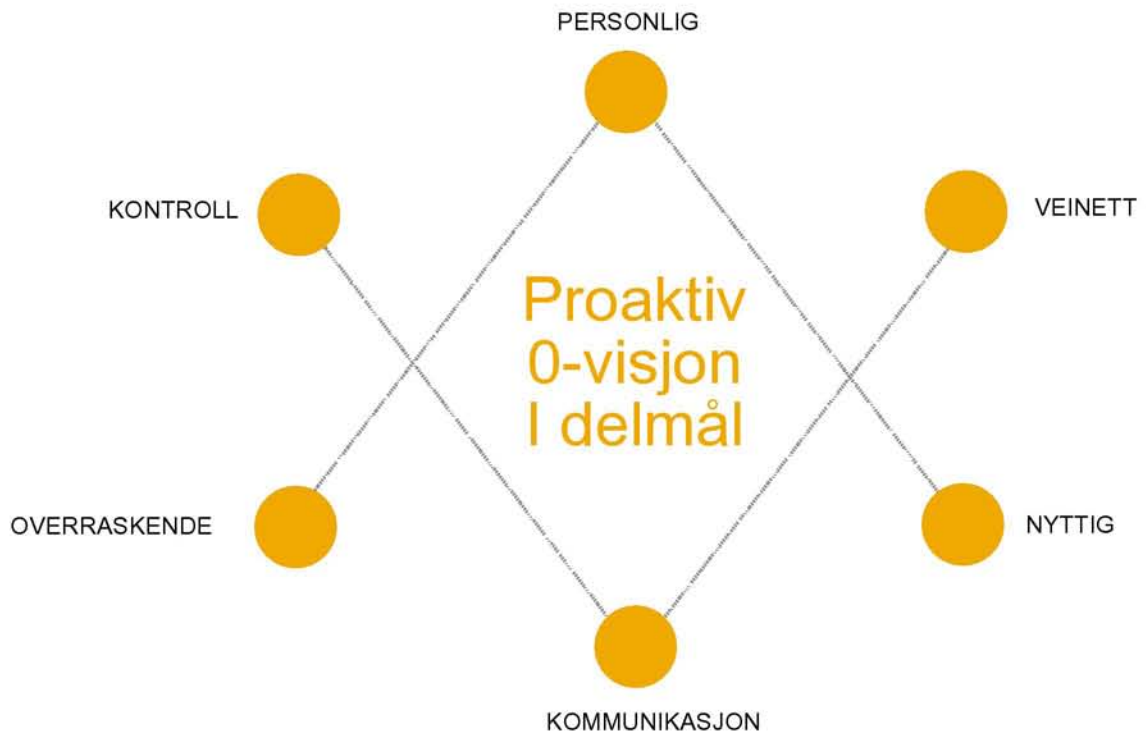 PERSONLIG
KONTROLL
VEINETT
Proaktiv
0-visjon
I delmål
OVERRASKENDE
NYTTIG
KOMMUNIKASJON